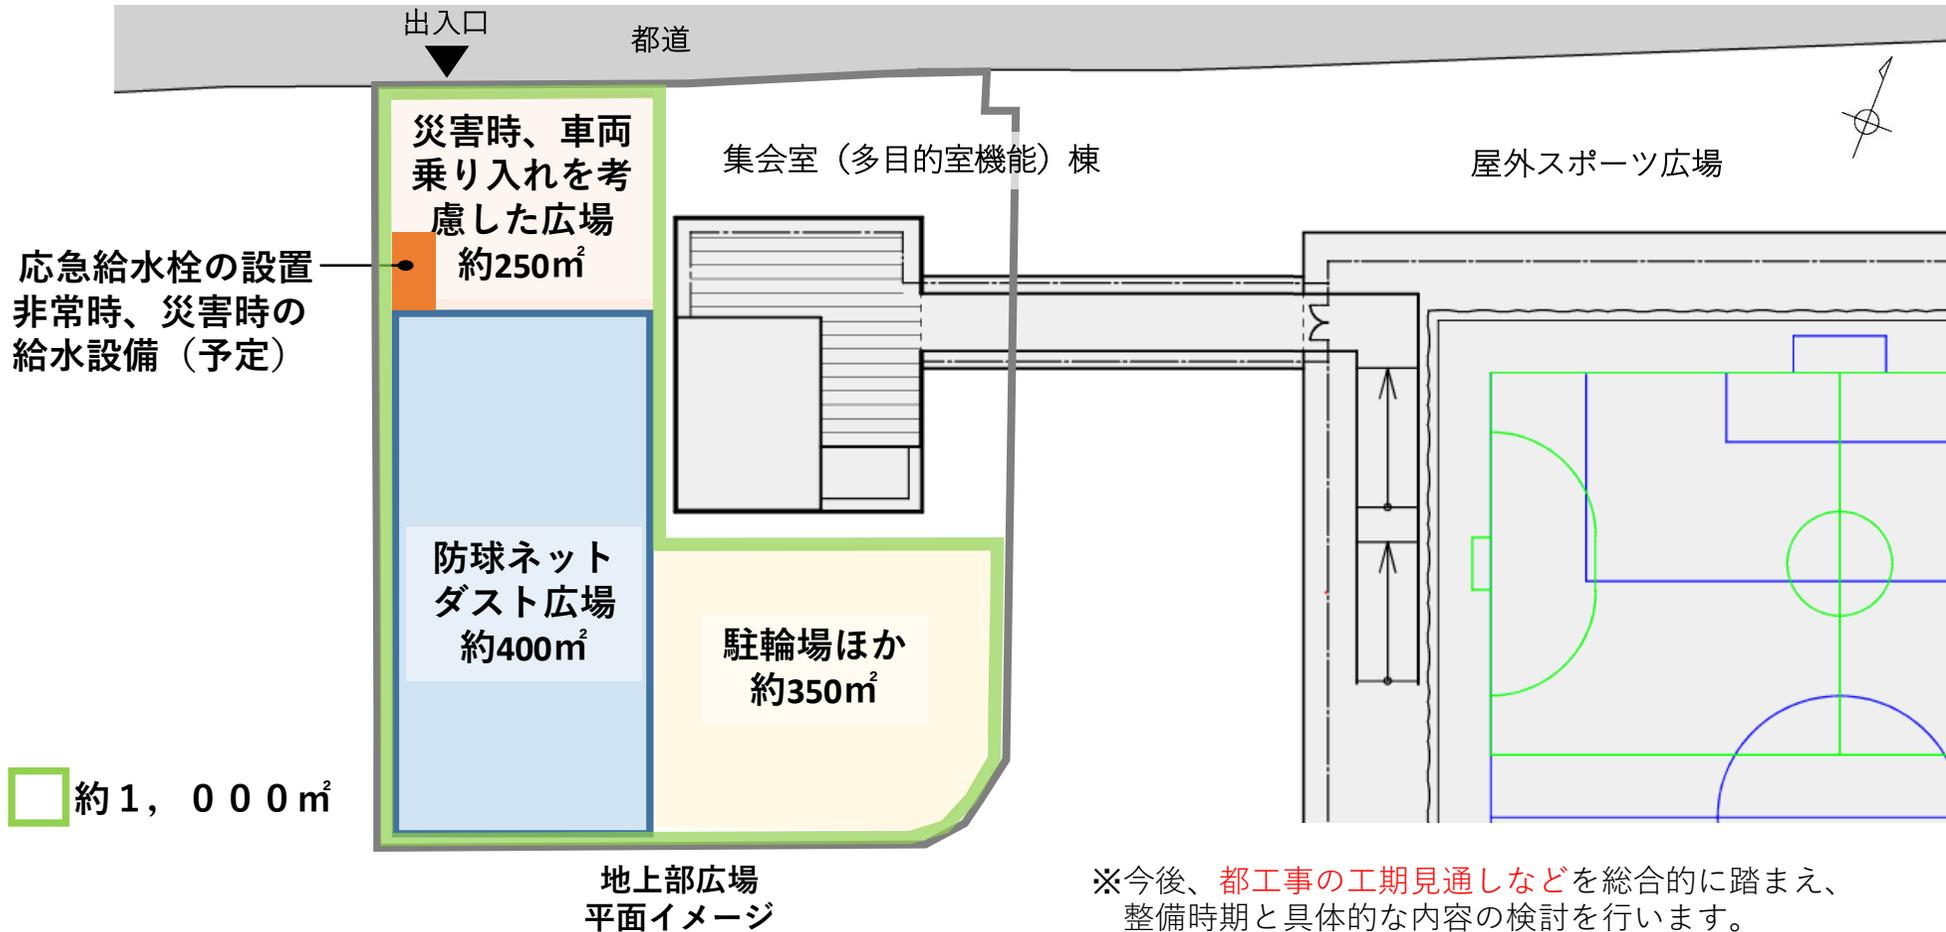 出入口
都道
災害時、車両
乗り入れを考
慮した広場
約250㎡
集会室（多目的室機能）棟
屋外スポーツ広場
応急給水栓の設置
非常時、災害時の
給水設備（予定）
防球ネット
ダスト広場
約400㎡
駐輪場ほか
約350㎡
約１，０００㎡
地上部広場
平面イメージ
※今後、都工事の工期見通しなどを総合的に踏まえ、
整備時期と具体的な内容の検討を行います。